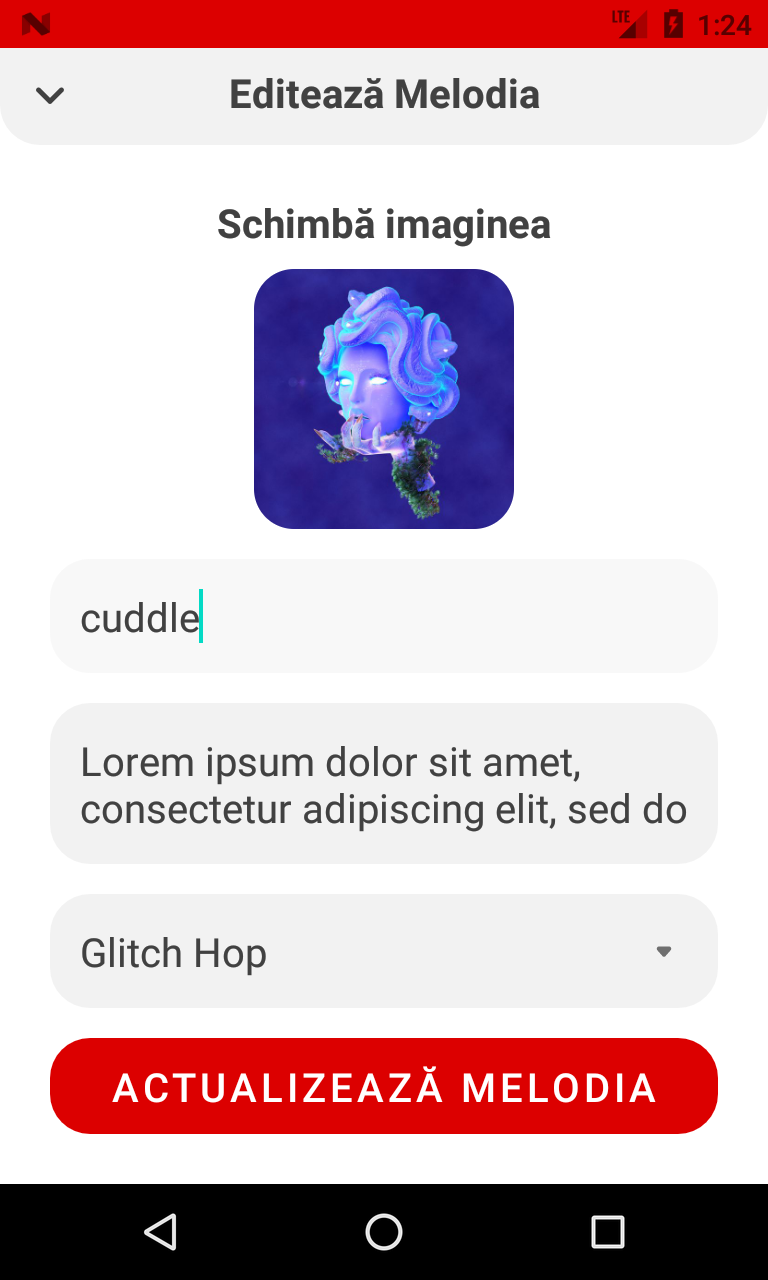 LTE 1:24
Editează Melodia
Schimbă imaginea
cuddle
Lorem ipsum dolor sit amet,
consectetur adipiscing elit, sed do
Glitch Hop
ACTUALIZEAZĂ MELODIA